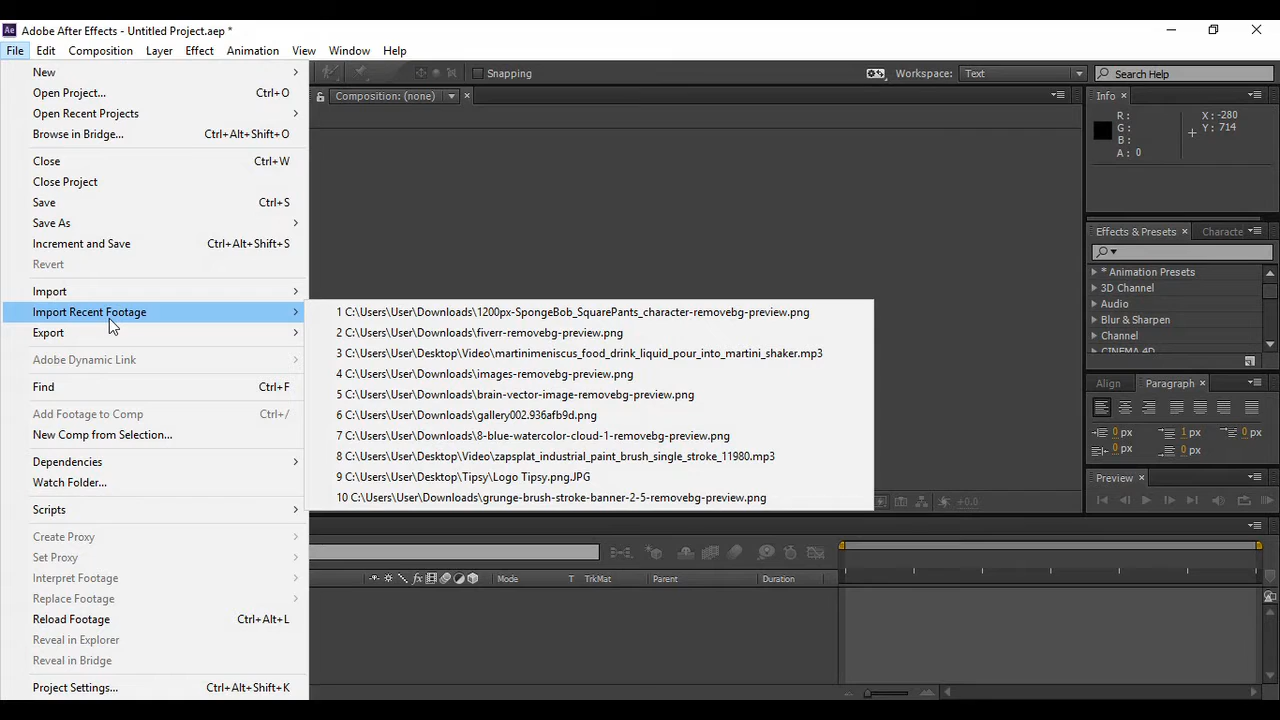 Ae Adobe After Effects - Untitled Project.aep *
File Edit Composition Layer Effect Animation View Window Help
Snapping Workspace: Text Search Help
New
Open Project... Ctrl+O
Open Recent Projects
Browse in Bridge... Ctrl+Alt+Shift+O
Close Ctrl+W
Close Project
Save Ctrl+S
Save As
Increment and Save Ctrl+Alt+Shift+S
Revert
Import
Import Recent Footage
Export
Adobe Dynamic Link
Find Ctrl+F
Add Footage to Comp Ctrl+/
New Comp from Selection...
Dependencies
Watch Folder...
Scripts
Create Proxy
Set Proxy
Interpret Footage
Replace Footage
Reload Footage Ctrl+Alt+L
Reveal in Explorer
Reveal in Bridge
Project Settings... Ctrl+Alt+Shift+K
1 C:\Users\User\Downloads\1200px-SpongeBob_SquarePants_character-removebg-preview.png
2 C:\Users\User\Downloads\fiverr-removebg-preview.png
3 C:\Users\User\Desktop\Video\martinimeniscus_food_drink_liquid_pour_into_martini_shaker.mp3
4 C:\Users\User\Downloads\images-removebg-preview.png
5 C:\Users\User\Downloads\brain-vector-image-removebg-preview.png
6 C:\Users\User\Downloads\gallery002.936afb9d.png
7 C:\Users\User\Downloads\8-blue-watercolor-cloud-1-removebg-preview.png
8 C:\Users\User\Desktop\Video\zapsplat_industrial_paint_brush_single_stroke_11980.mp3
9 C:\Users\User\Desktop\Tipsy\Logo Tipsy.png.JPG
10 C:\Users\User\Downloads\grunge-brush-stroke-banner-2-5-removebg-preview.png
Composition: (none)
Info
R: X: -280
G: Y: 714
B:
A: 0
Effects & Presets Characte
* Animation Presets
3D Channel
Audio
Blur & Sharpen
Channel
CINEMA 4D
Align Paragraph
0 px 1 px 0 px
0 px 0 px
Preview
+0.0
fx Mode T TrkMat Parent Duration